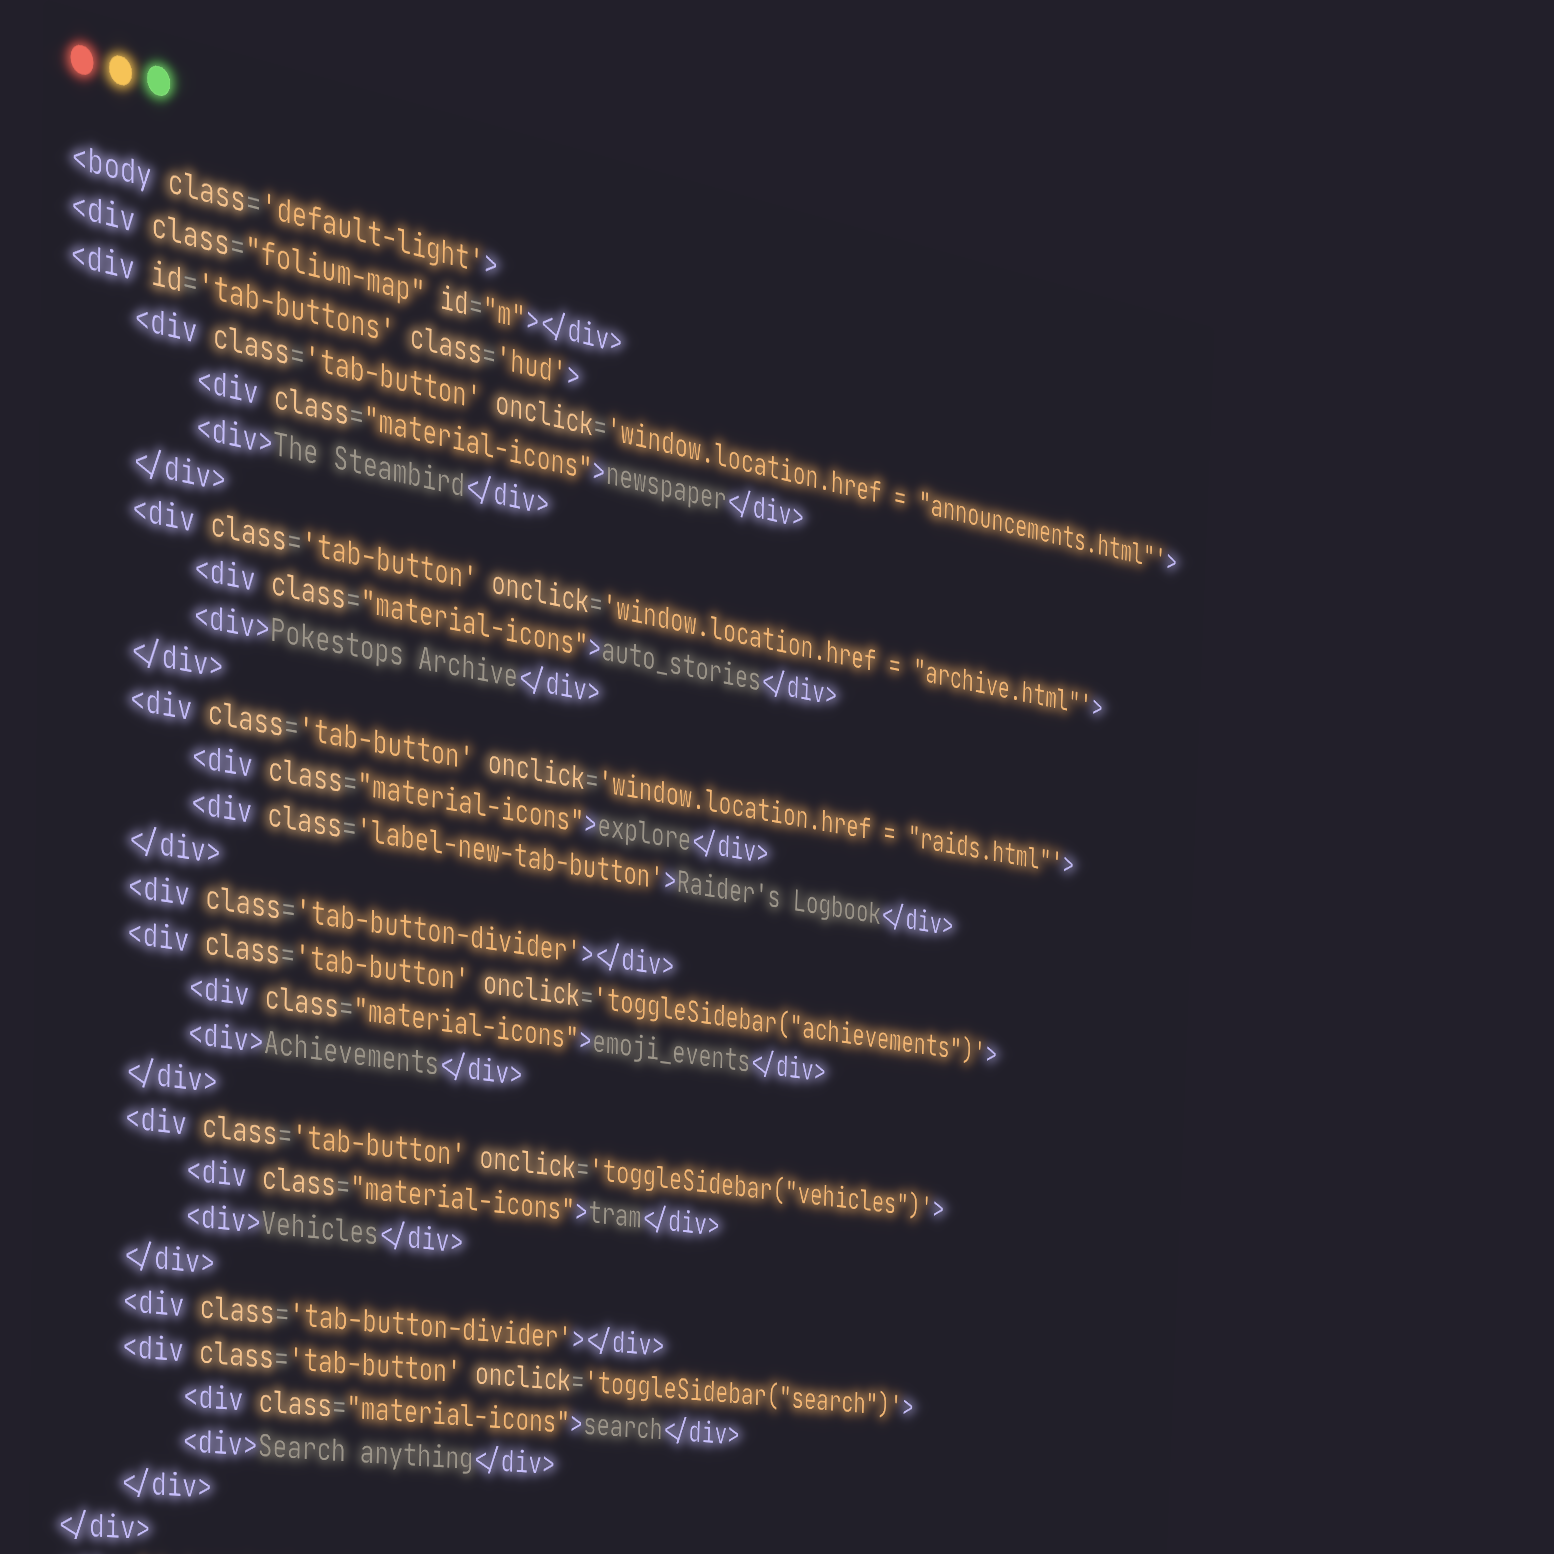 <body class='default-light'>
<div class="folium-map" id="m"></div>
<div id='tab-buttons' class='hud'>
    <div class='tab-button' onclick='window.location.href = "announcements.html"'>
        <div class="material-icons">newspaper</div>
        <div>The Steambird</div>
    </div>
    <div class='tab-button' onclick='window.location.href = "archive.html"'>
        <div class="material-icons">auto_stories</div>
        <div>Pokestops Archive</div>
    </div>
    <div class='tab-button' onclick='window.location.href = "raids.html"'>
        <div class="material-icons">explore</div>
        <div class='label-new-tab-button'>Raider's Logbook</div>
    </div>
    <div class='tab-button-divider'></div>
    <div class='tab-button' onclick='toggleSidebar("achievements")'>
        <div class="material-icons">emoji_events</div>
        <div>Achievements</div>
    </div>
    <div class='tab-button' onclick='toggleSidebar("vehicles")'>
        <div class="material-icons">tram</div>
        <div>Vehicles</div>
    </div>
    <div class='tab-button-divider'></div>
    <div class='tab-button' onclick='toggleSidebar("search")'>
        <div class="material-icons">search</div>
        <div>Search anything</div>
    </div>
</div>